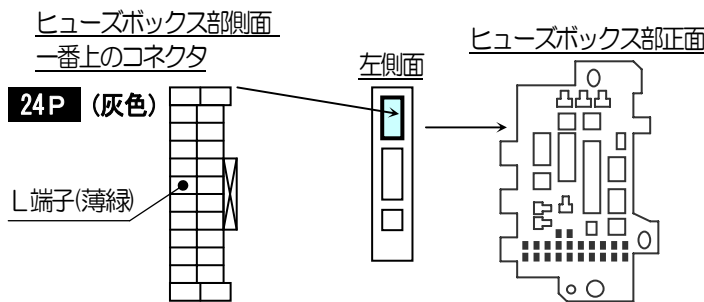 ヒューズボックス部側面
一番上のコネクタ
24P (灰色)
L端子(薄緑)
左側面
ヒューズボックス部正面